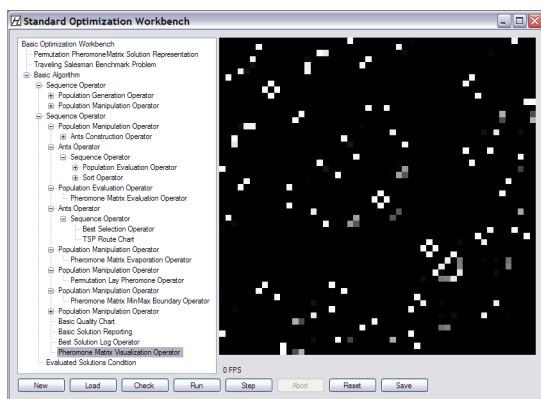 Standard Optimization Workbench
Basic Optimization Workbench
Permutation PheromoneMatrix Solution Representation
Traveling Salesman Benchmark Problem
Basic Algorithm
Sequence Operator
Population Generation Operator
Population Manipulation Operator
Sequence Operator
Population Manipulation Operator
Ants Construction Operator
Ants Operator
Sequence Operator
Population Evaluation Operator
Sort Operator
Population Evaluation Operator
Pheromone Matrix Evaluation Operator
Ants Operator
Sequence Operator
Best Selection Operator
TSP Route Chart
Population Manipulation Operator
Pheromone Matrix Evaporation Operator
Population Manipulation Operator
Permutation Lay Pheromone Operator
Population Manipulation Operator
Pheromone Matrix MinMax Boundary Operator
Population Manipulation Operator
Basic Quality Chart
Basic Solution Reporting
Best Solution Log Operator
Pheromone Matrix Visualization Operator
Evaluated Solutions Condition
0 FPS
New Load Check Run Step Abort Reset Save